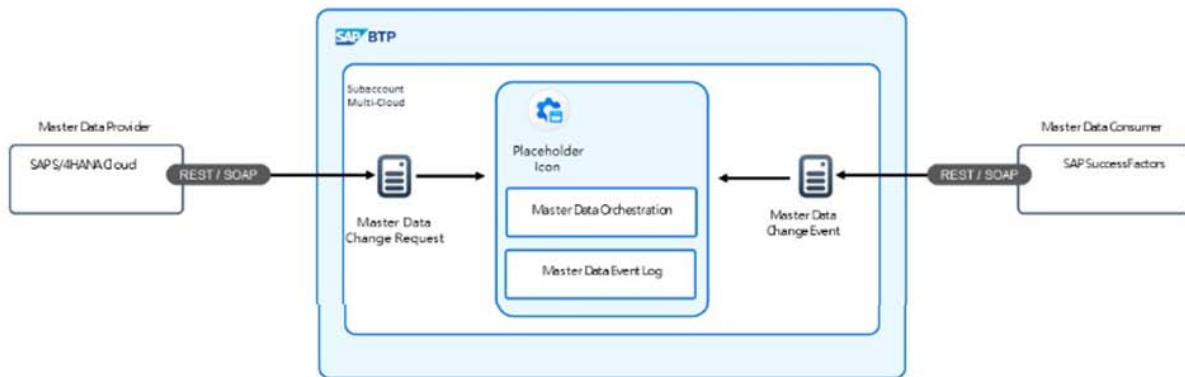 SAP BTP
Subaccount
Multi-Cloud
Master Data Provider
SAP S/4HANA Cloud
REST / SOAP
Master Data
Change Request
Placeholder
Icon
Master Data Orchestration
Master Data Event Log
Master Data
Change Event
REST / SOAP
Master Data Consumer
SAP SuccessFactors